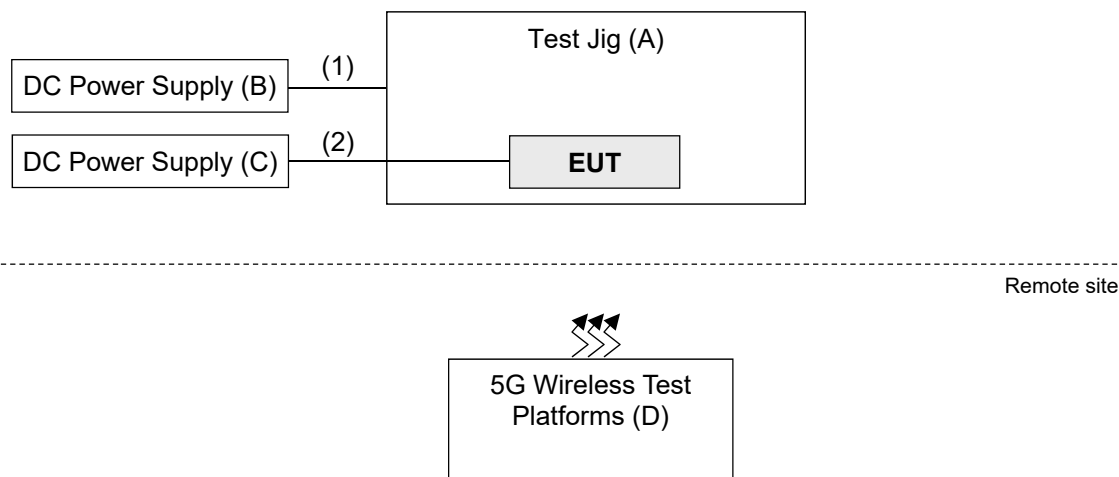 Test Jig (A)
DC Power Supply (B)
(1)
DC Power Supply (C)
(2)
EUT
Remote site
5G Wireless Test
Platforms (D)